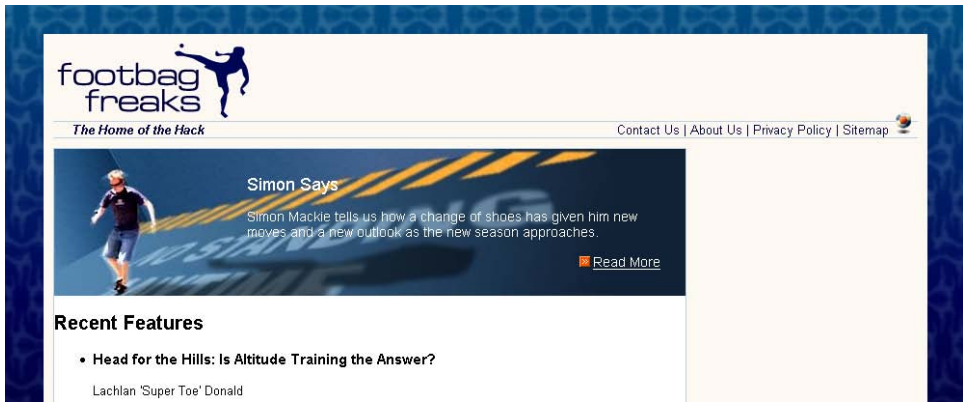 footbag
freaks
The Home of the Hack
Contact Us | About Us | Privacy Policy | Sitemap
NO STANDING
Simon Says
Simon Mackie tells us how a change of shoes has given him new
moves and a new outlook as the new season approaches.
Read More
Recent Features
• Head for the Hills: Is Altitude Training the Answer?
Lachlan 'Super Toe' Donald